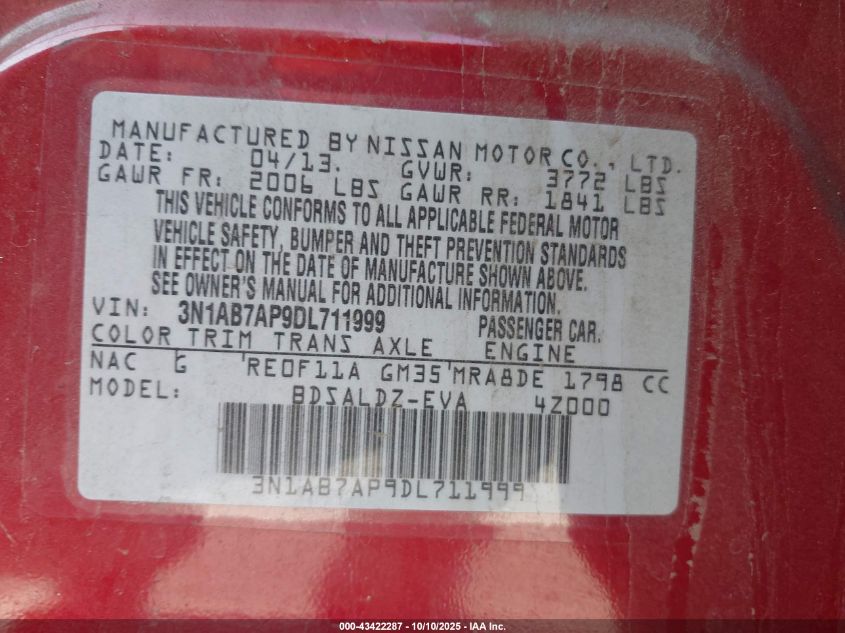 MANUFACTURED BY NISSAN MOTOR CO., LTD.
DATE: 04/13. GVWR: 3772 LBS
GAWR FR: 2006 LBS GAWR RR: 1841 LBS
THIS VEHICLE CONFORMS TO ALL APPLICABLE FEDERAL MOTOR
VEHICLE SAFETY, BUMPER AND THEFT PREVENTION STANDARDS
IN EFFECT ON THE DATE OF MANUFACTURE SHOWN ABOVE.
SEE OWNER'S MANUAL FOR ADDITIONAL INFORMATION.
VIN: 3N1AB7AP9DL711999 PASSENGER CAR.
COLOR TRIM TRANS AXLE ENGINE
NAC G RE0F11A GM35 MRA8DE 1798 CC
MODEL: BDSALDZ-EVA 4Z000
3N1AB7AP9DL711999
000-43422287 - 10/10/2025 - IAA Inc.